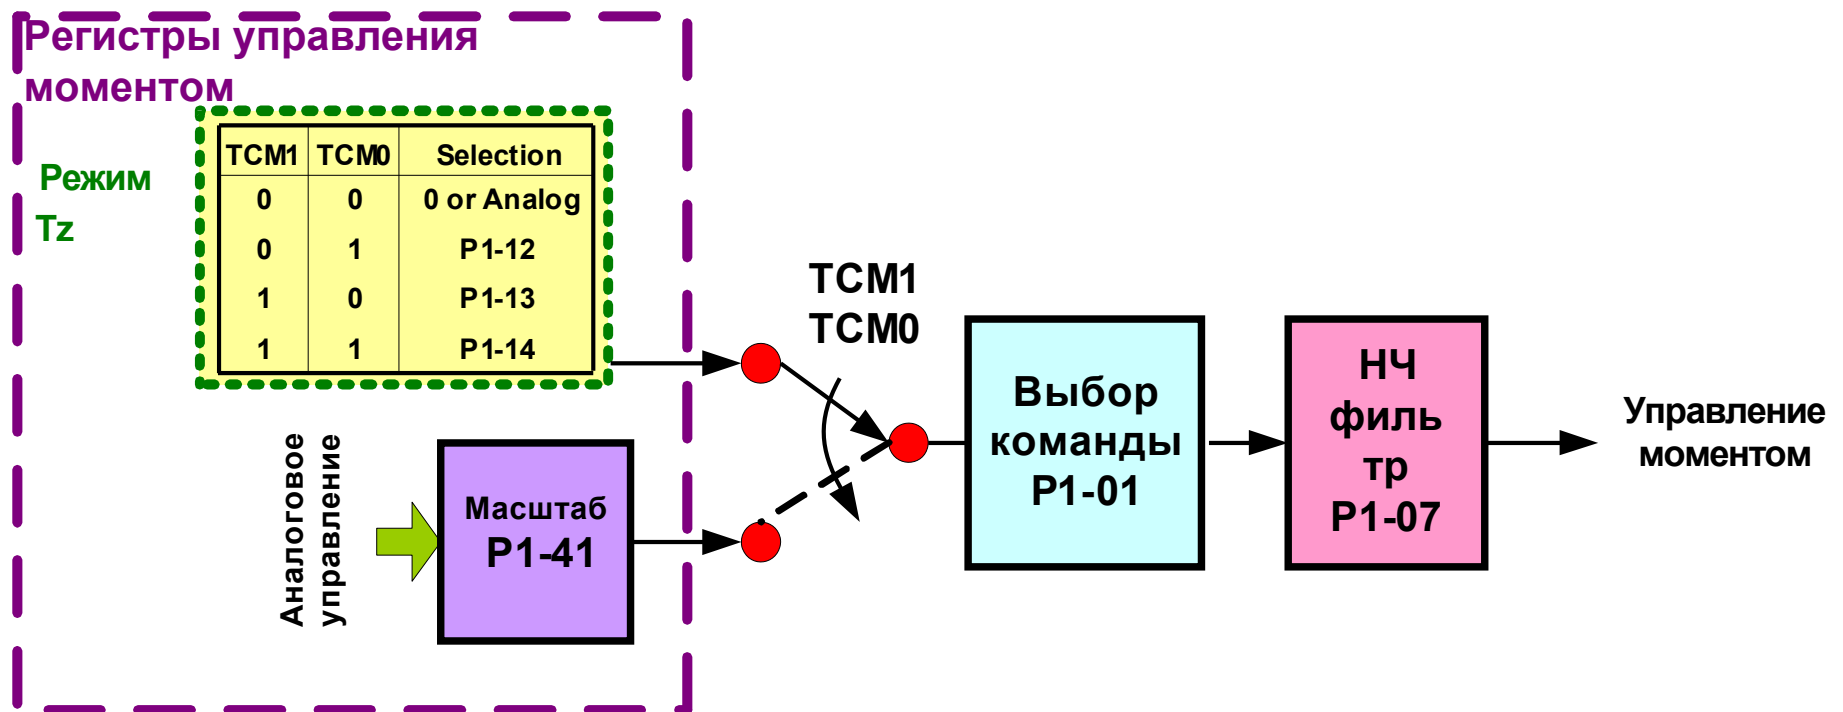 Регистры управления
моментом
Режим
Tz
TCM1 TCM0 Selection
0 0 0 or Analog
0 1 P1-12
1 0 P1-13
1 1 P1-14
Аналоговое
управление
Масштаб
P1-41
TCM1
TCM0
Выбор
команды
P1-01
НЧ
филь
тр
P1-07
Управление
моментом